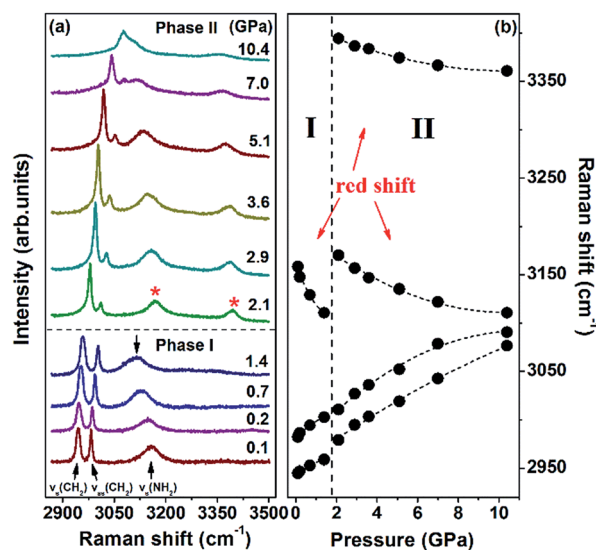 (a) Phase II (GPa)
10.4
7.0
5.1
3.6
2.9
* *
2.1
Phase I
1.4
0.7
0.2
0.1
νs(CH2) νas(CH2) νs(NH2)
2900 3050 3200 3350 3500
Raman shift (cm-1)
Intensity (arb.units)
(b)
I II
red shift
3350
3250
3150
3050
2950
Raman shift (cm-1)
0 2 4 6 8 10
Pressure (GPa)